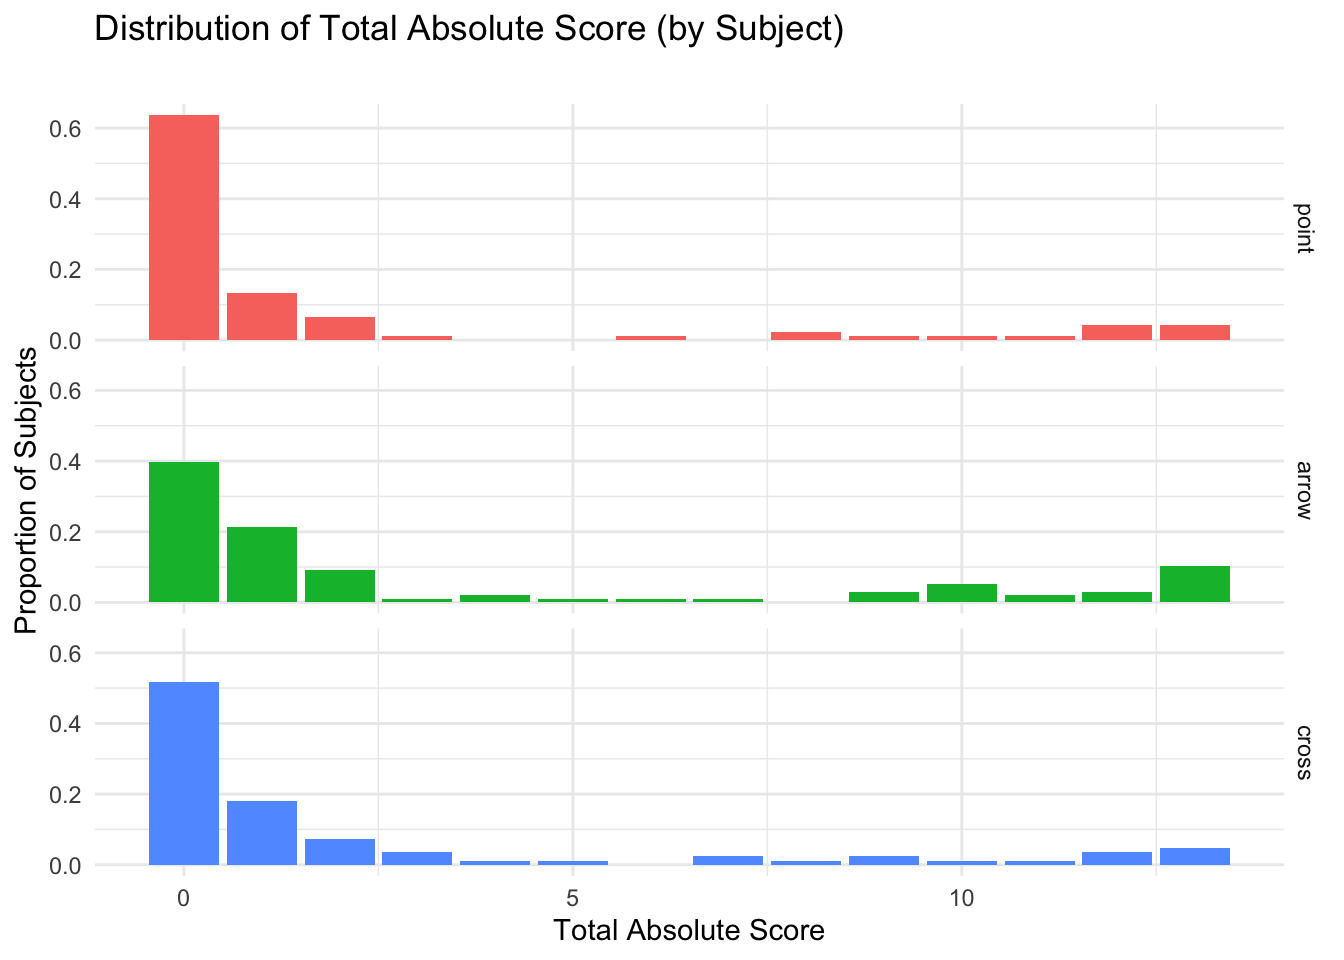 Distribution of Total Absolute Score (by Subject)
Proportion of Subjects
0.6
0.4
0.2
0.0
point
0.6
0.4
0.2
0.0
arrow
0.6
0.4
0.2
0.0
cross
0 5 10
Total Absolute Score